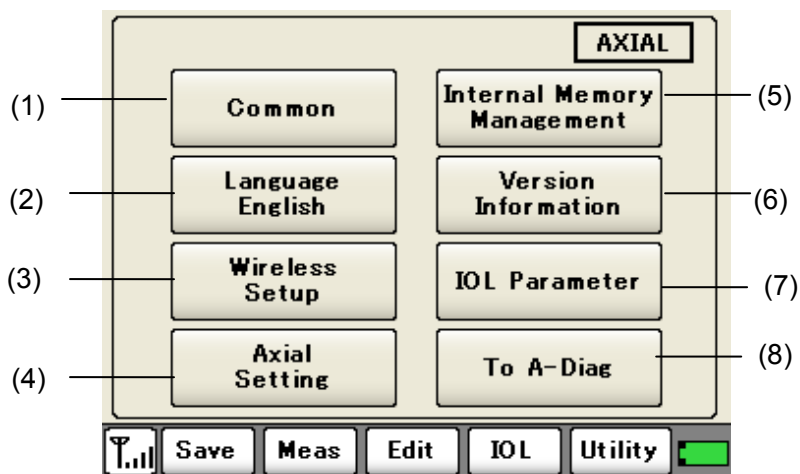 AXIAL
(1)
Common
Internal Memory
Management
(5)
(2)
Language
English
Version
Information
(6)
(3)
Wireless
Setup
IOL Parameter
(7)
(4)
Axial
Setting
To A-Diag
(8)
Save
Meas
Edit
IOL
Utility